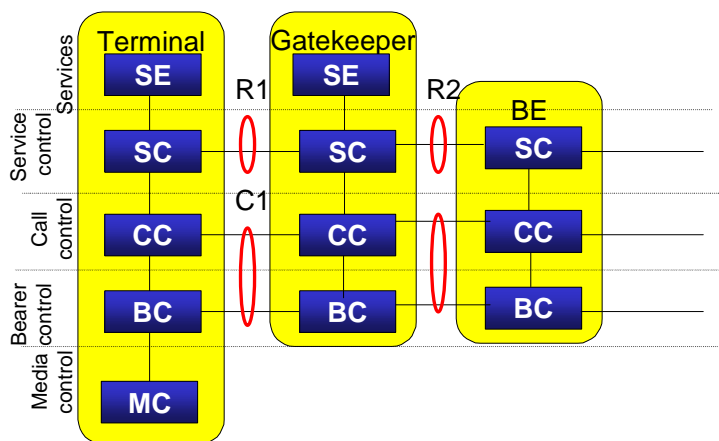 Terminal
Gatekeeper
Services
SE
SE
R1
R2
BE
Service
control
SC
SC
SC
C1
Call
control
CC
CC
CC
Bearer
control
BC
BC
BC
Media
control
MC